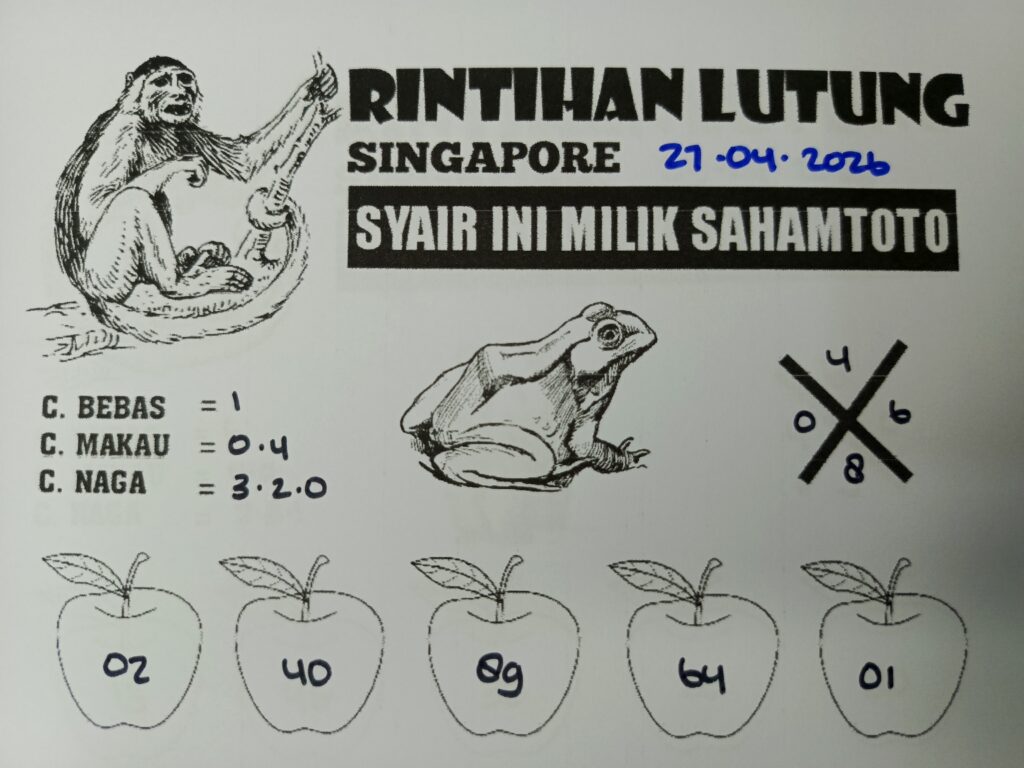 RINTIHAN LUTUNG
SINGAPORE 27.04.2026
SYAIR INI MILIK SAHAMTOTO
C. BEBAS = 1
C. MAKAU = 0.4
C. NAGA = 3.2.0
4
0 6
8
02 40 89 64 01